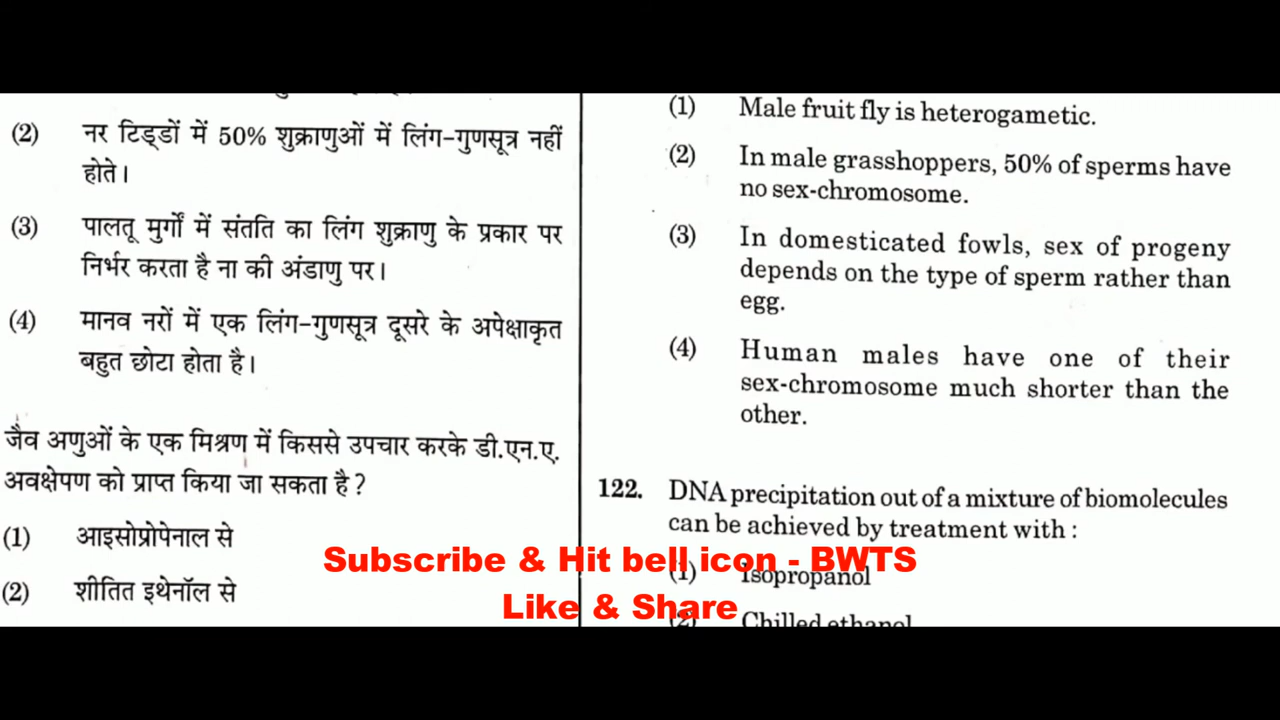 (2) नर टिड्डों में 50% शुक्राणुओं में लिंग-गुणसूत्र नहीं
होते।
(3) पालतू मुर्गों में संतति का लिंग शुक्राणु के प्रकार पर
निर्भर करता है ना की अंडाणु पर।
(4) मानव नरों में एक लिंग-गुणसूत्र दूसरे के अपेक्षाकृत
बहुत छोटा होता है।
जैव अणुओं के एक मिश्रण में किससे उपचार करके डी.एन.ए.
अवक्षेपण को प्राप्त किया जा सकता है?
(1) आइसोप्रोपेनाल से
(2) शीतित इथेनॉल से
(1) Male fruit fly is heterogametic.
(2) In male grasshoppers, 50% of sperms have
no sex-chromosome.
(3) In domesticated fowls, sex of progeny
depends on the type of sperm rather than
egg.
(4) Human males have one of their
sex-chromosome much shorter than the
other.
122. DNA precipitation out of a mixture of biomolecules
can be achieved by treatment with :
(1) Isopropanol
(2) Chilled ethanol
Subscribe & Hit bell icon - BWTS
Like & Share